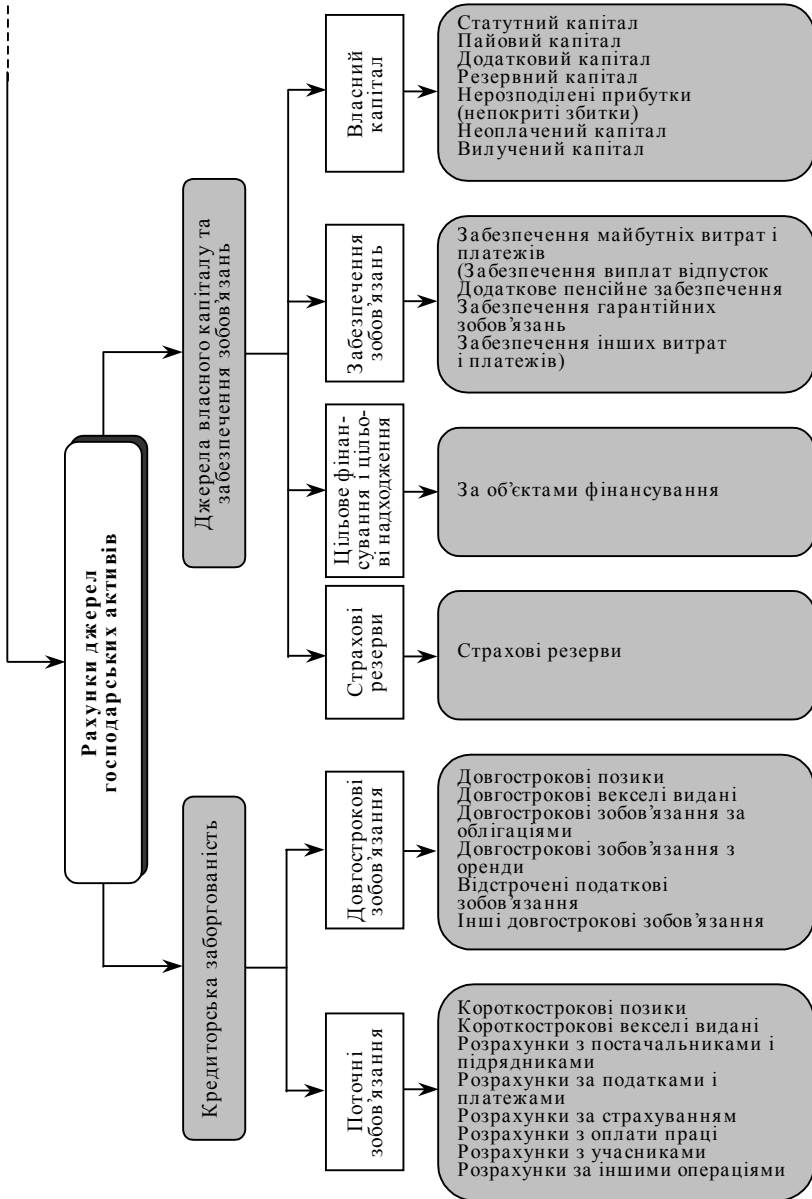 Рахунки джерел
господарських активів
Джерела власного капіталу та
забезпечення зобов'язань
Власний
капітал
Статутний капітал
Пайовий капітал
Додатковий капітал
Резервний капітал
Нерозподілені прибутки
(непокриті збитки)
Неоплачений капітал
Вилучений капітал
Забезпечення
зобов'язань
Забезпечення майбутніх витрат і
платежів
(Забезпечення виплат відпусток
Додаткове пенсійне забезпечення
Забезпечення гарантійних
зобов'язань
Забезпечення інших витрат
і платежів)
Цільове фінан-
сування і цільо-
ві надходження
За об'єктами фінансування
Страхові
резерви
Страхові резерви
Кредиторська заборгованість
Довгострокові
зобов'язання
Довгострокові позики
Довгострокові векселі видані
Довгострокові зобов'язання за
облігаціями
Довгострокові зобов'язання з
оренди
Відстрочені податкові
зобов'язання
Інші довгострокові зобов'язання
Поточні
зобов'язання
Короткострокові позики
Короткострокові векселі видані
Розрахунки з постачальниками і
підрядниками
Розрахунки за податками і
платежами
Розрахунки за страхуванням
Розрахунки з оплати праці
Розрахунки з учасниками
Розрахунки за іншими операціями